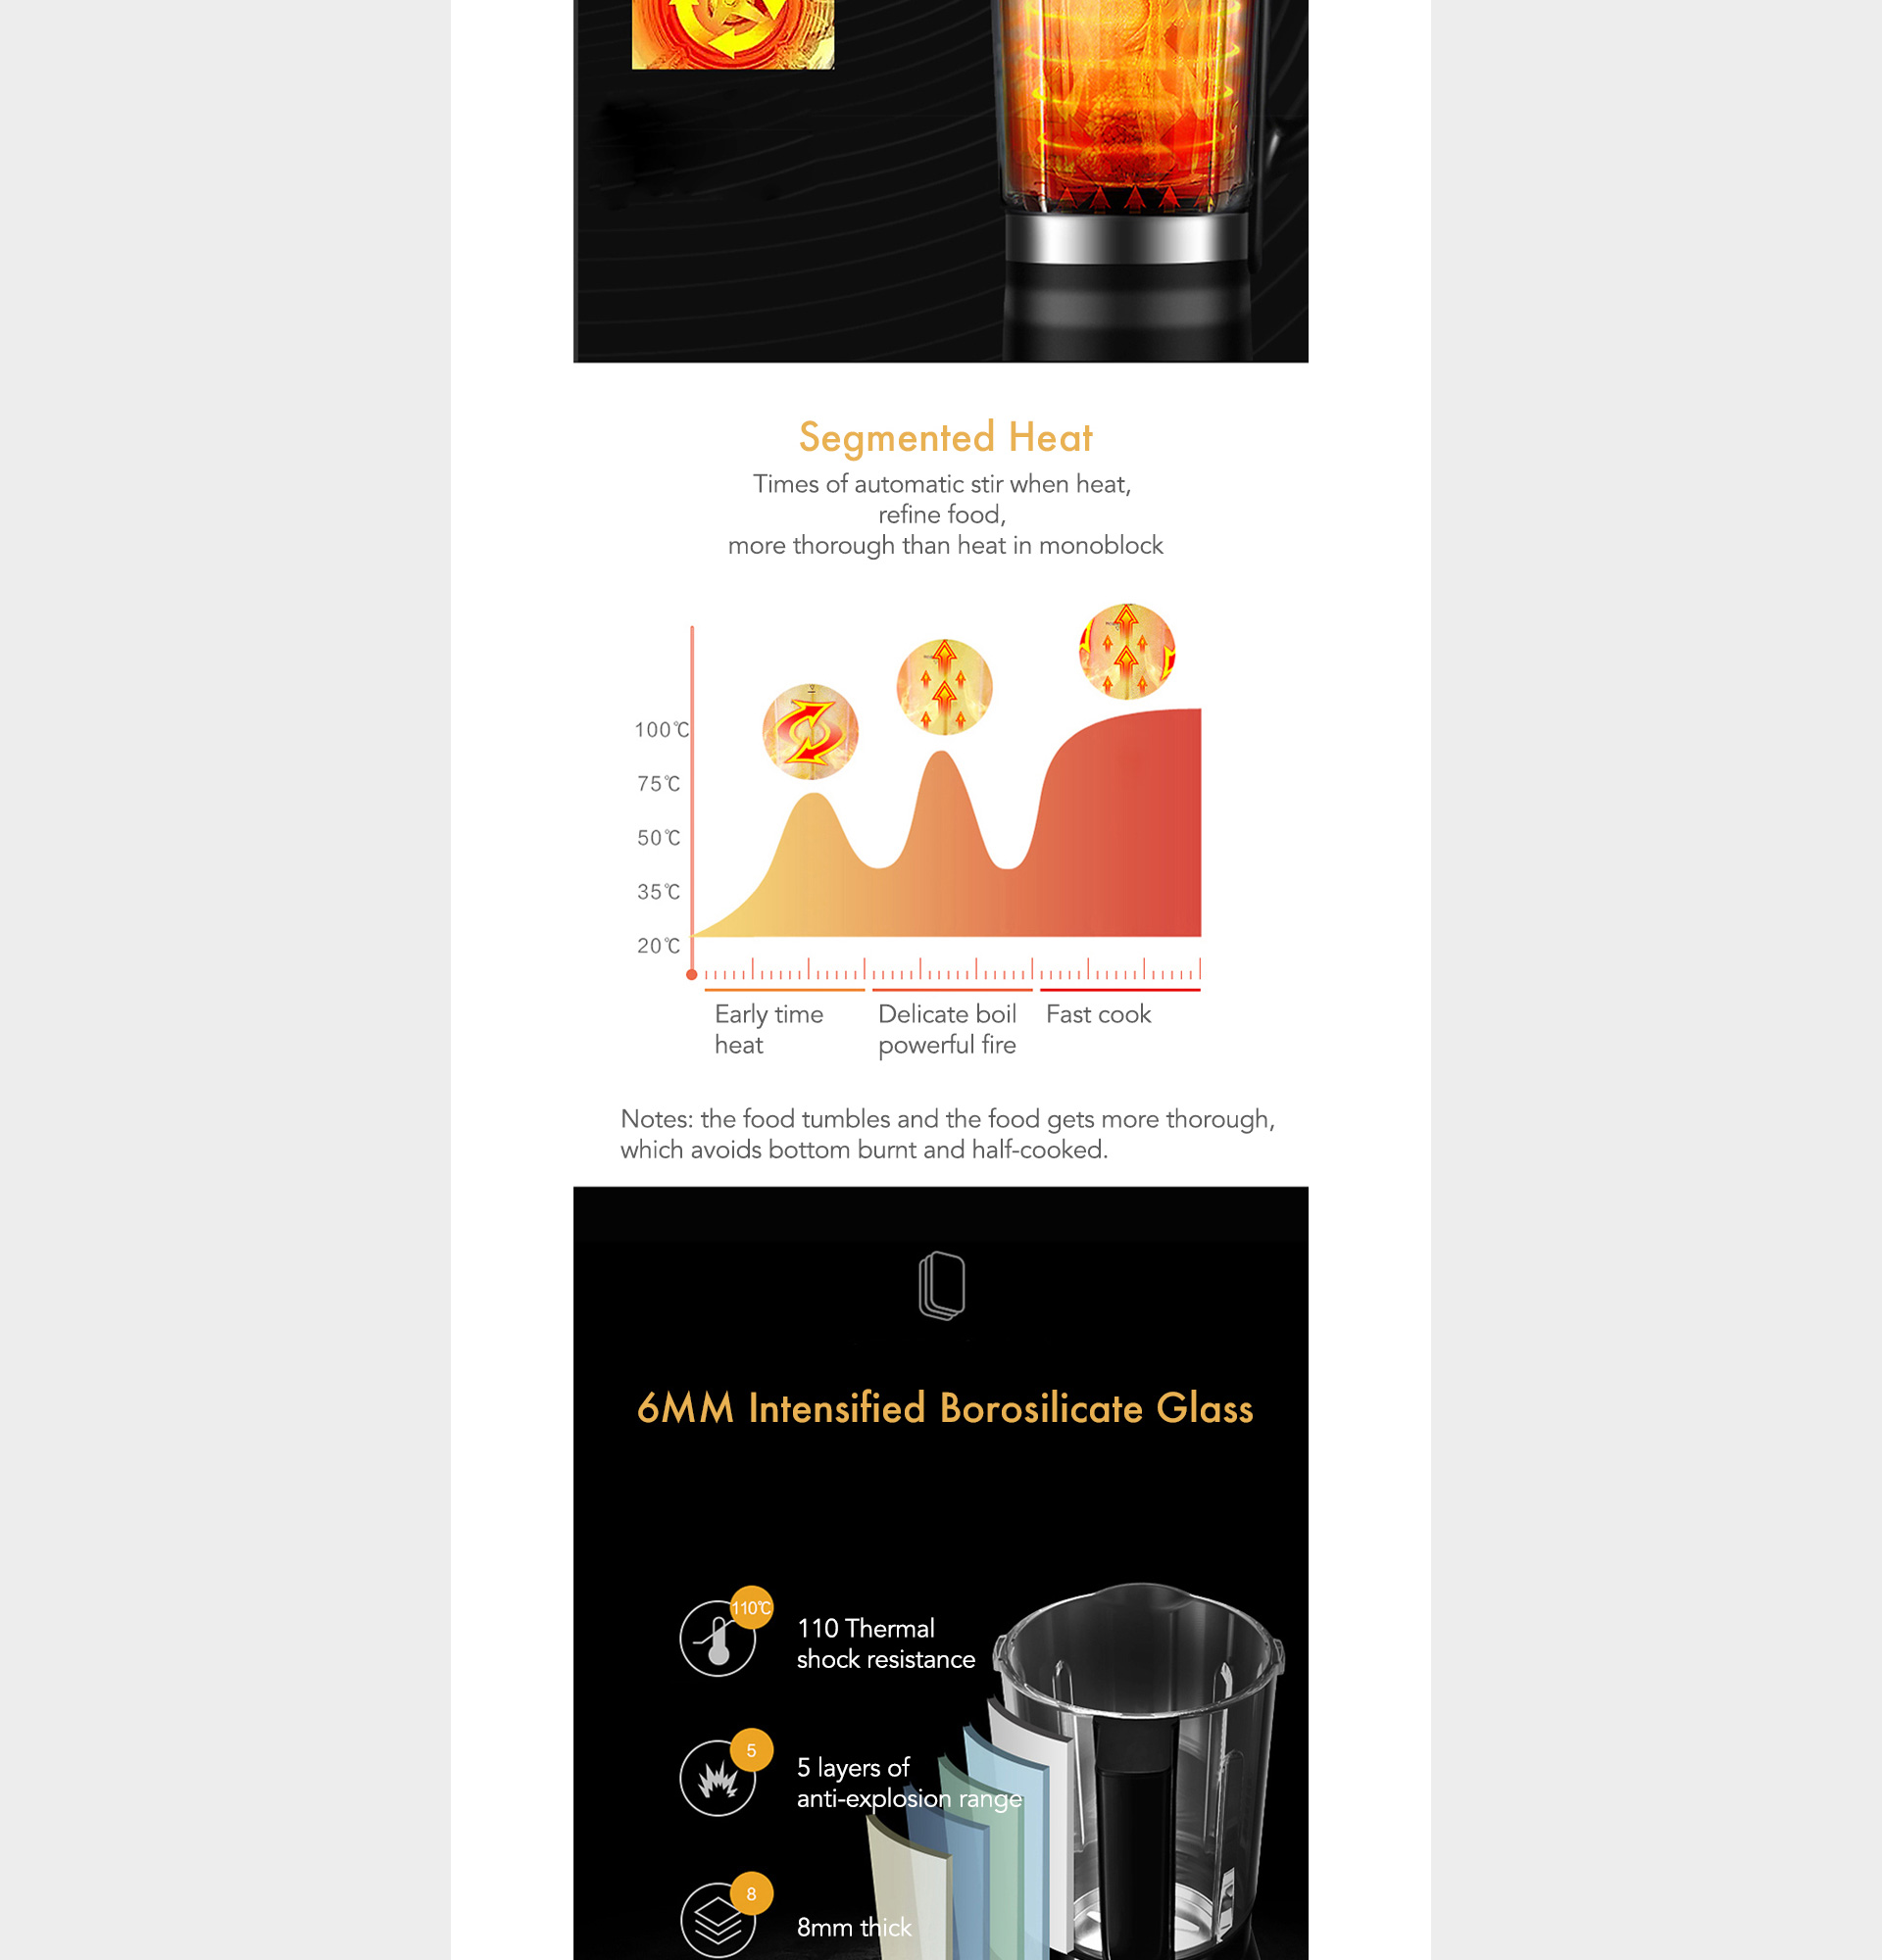 Segmented Heat
Times of automatic stir when heat,
refine food,
more thorough than heat in monoblock
100℃
75℃
50℃
35℃
20℃
Early time
heat
Delicate boil
powerful fire
Fast cook
Notes: the food tumbles and the food gets more thorough,
which avoids bottom burnt and half-cooked.
6MM Intensified Borosilicate Glass
110℃
110 Thermal
shock resistance
5
5 layers of
anti-explosion range
8
8mm thick